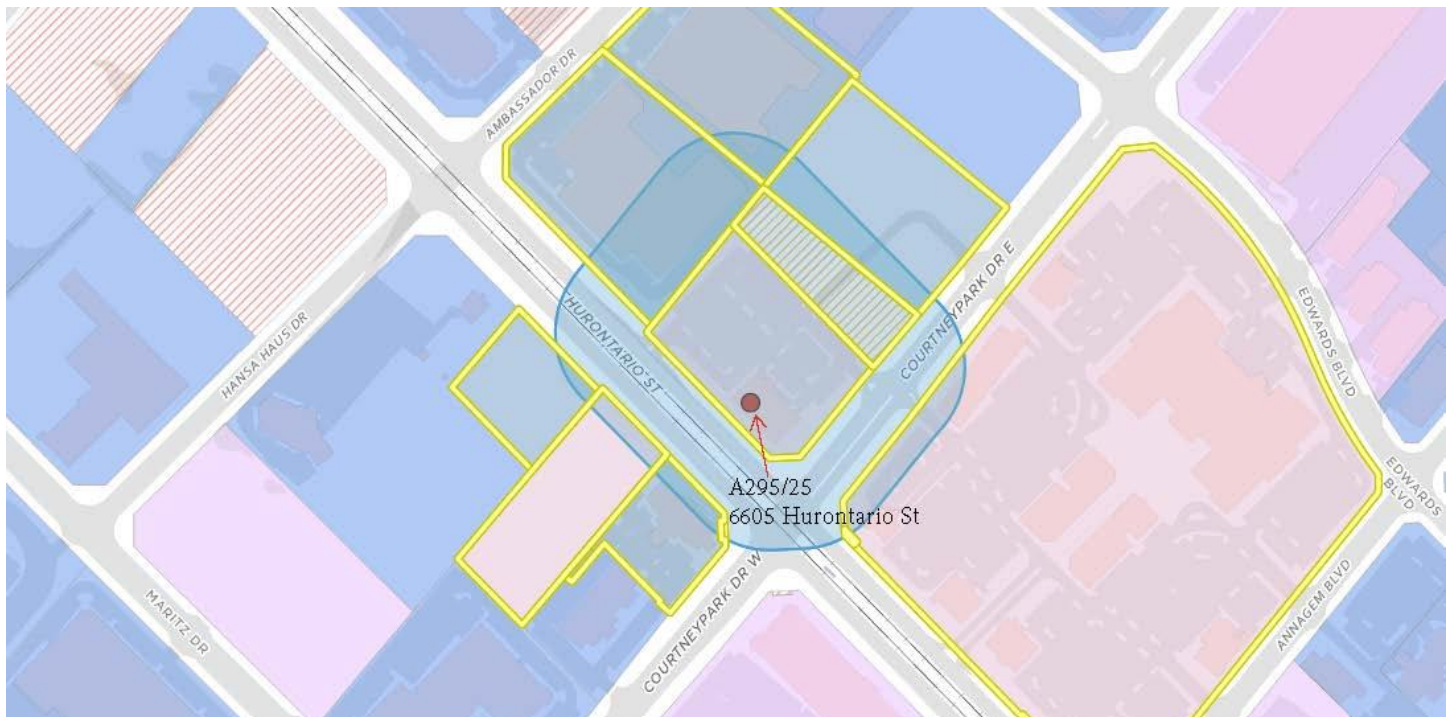 AMBASSADOR DR
HURONTARIO ST
COURTNEYPARK DR E
HANSA HAUS DR
EDWARDS BLVD
EDWARDS
BLVD
A295/25
6605 Hurontario St
COURTNEYPARK DR W
MARITZ DR
ANNAGEM BLVD